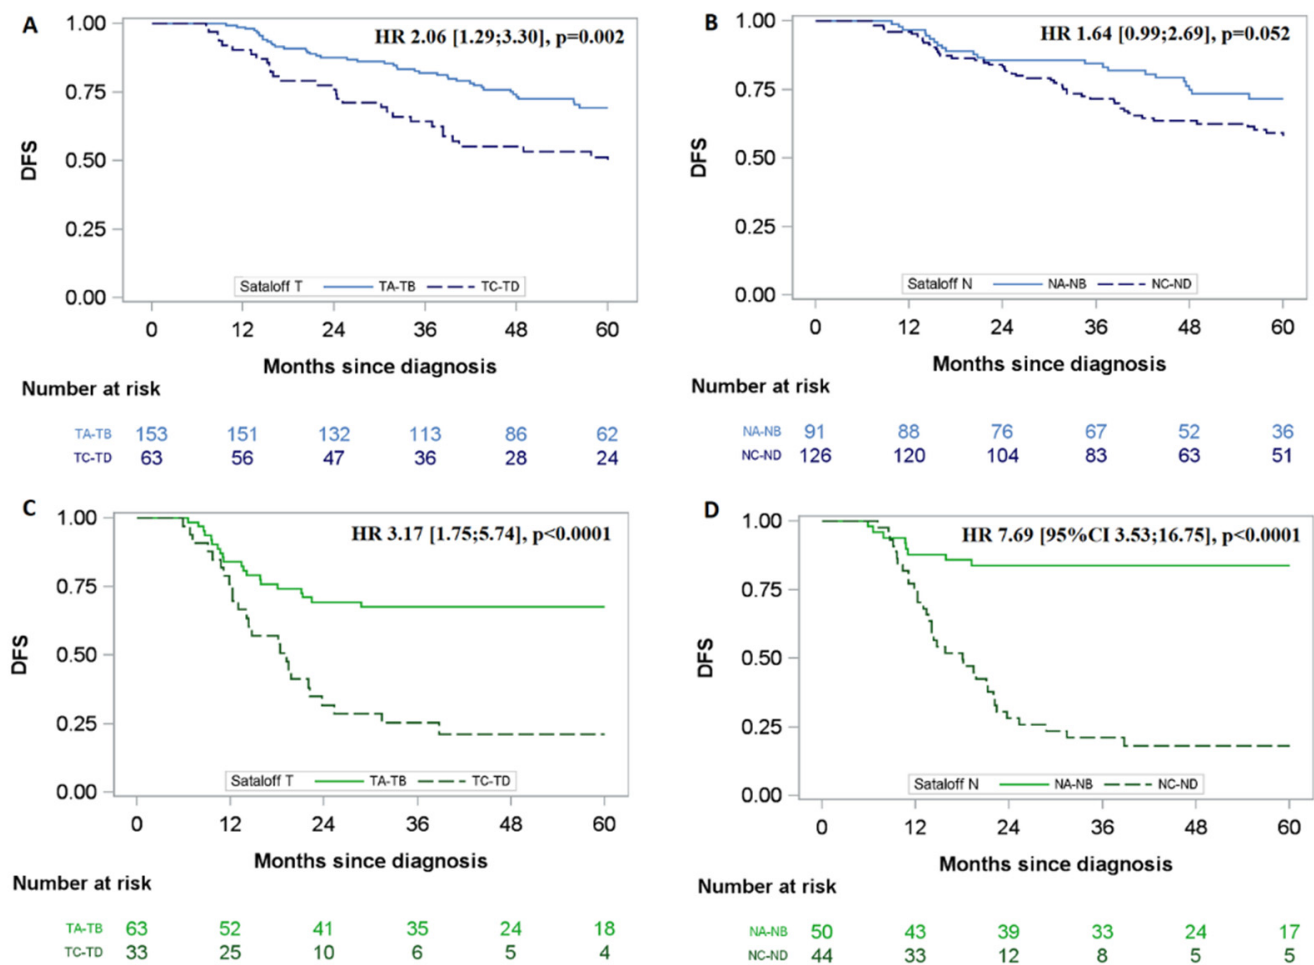 A
1.00
0.75
0.50
0.25
0.00
DFS
HR 2.06 [1.29;3.30], p=0.002
Sataloff T TA-TB TC-TD
0 12 24 36 48 60
Months since diagnosis
Number at risk
TA-TB 153 151 132 113 86 62
TC-TD 63 56 47 36 28 24
B
1.00
0.75
0.50
0.25
0.00
DFS
HR 1.64 [0.99;2.69], p=0.052
Sataloff N NA-NB NC-ND
0 12 24 36 48 60
Months since diagnosis
Number at risk
NA-NB 91 88 76 67 52 36
NC-ND 126 120 104 83 63 51
C
1.00
0.75
0.50
0.25
0.00
DFS
HR 3.17 [1.75;5.74], p<0.0001
Sataloff T TA-TB TC-TD
0 12 24 36 48 60
Months since diagnosis
Number at risk
TA-TB 63 52 41 35 24 18
TC-TD 33 25 10 6 5 4
D
1.00
0.75
0.50
0.25
0.00
DFS
HR 7.69 [95%CI 3.53;16.75], p<0.0001
Sataloff N NA-NB NC-ND
0 12 24 36 48 60
Months since diagnosis
Number at risk
NA-NB 50 43 39 33 24 17
NC-ND 44 33 12 8 5 5